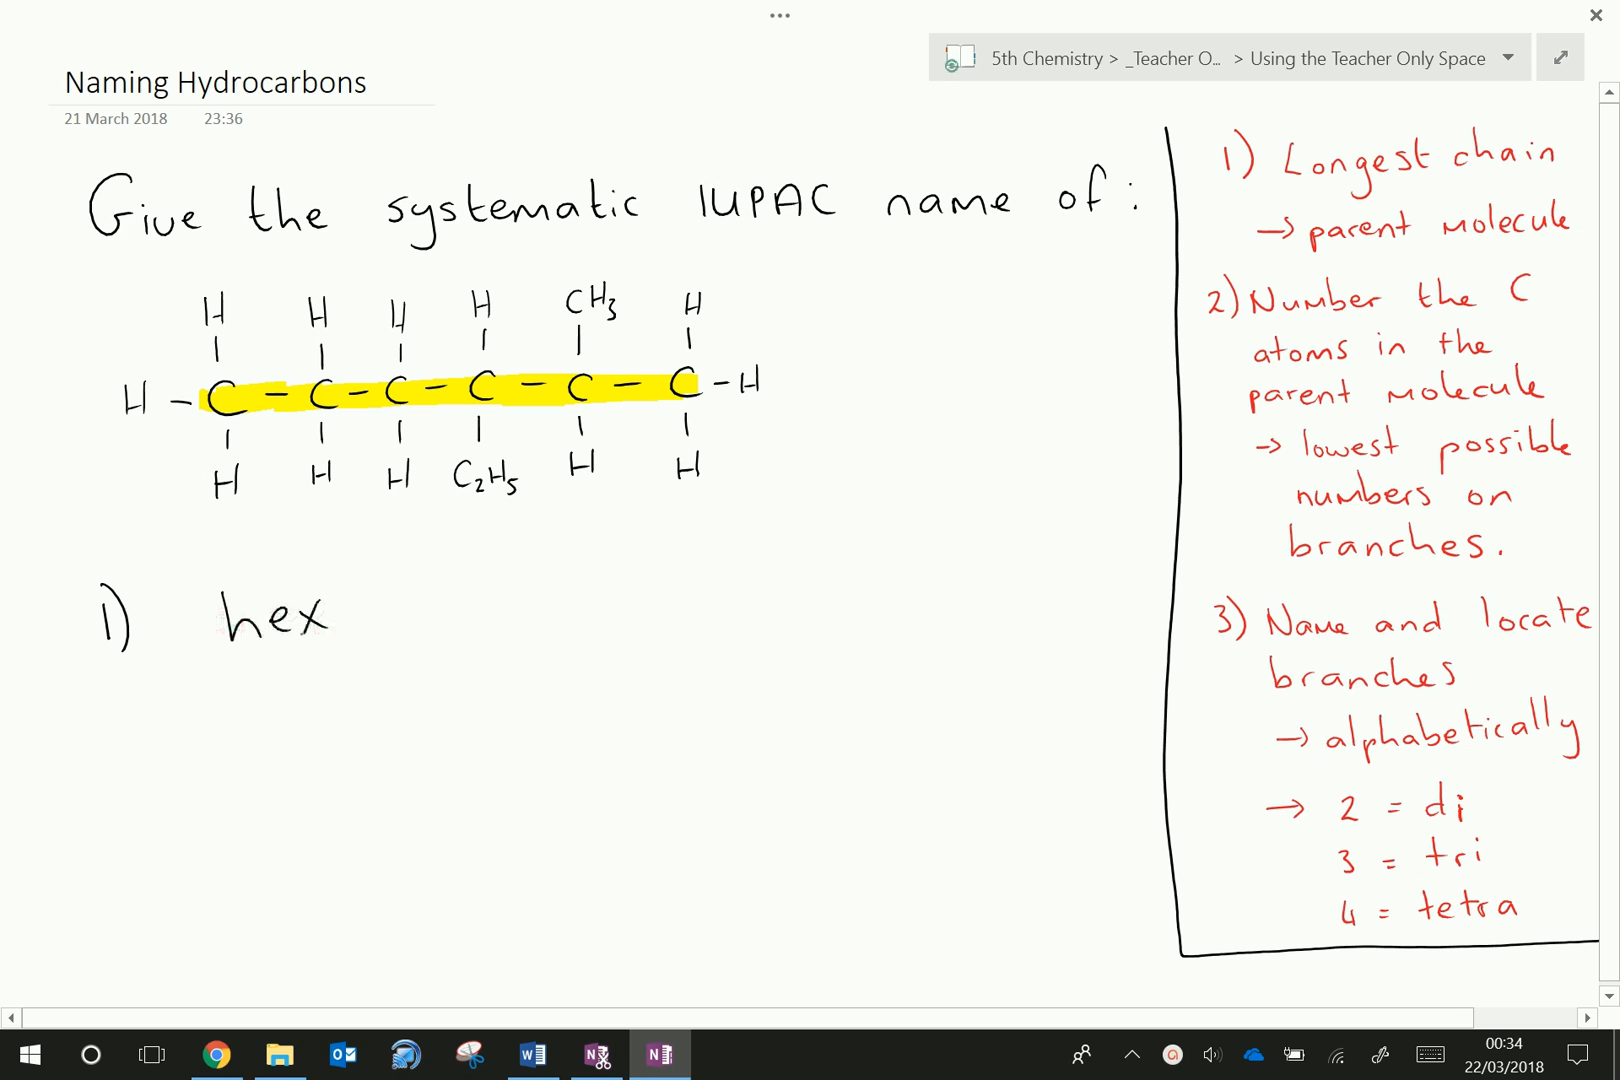 5th Chemistry > _Teacher O... > Using the Teacher Only Space
Naming Hydrocarbons
21 March 2018 23:36
Give the systematic IUPAC name of:
H H H H CH₃ H
H - C - C - C - C - C - C - H
H H H C₂H₅ H H
1) hex
1) Longest chain
→ parent molecule
2) Number the C
atoms in the
parent molecule
→ lowest possible
numbers on
branches.
3) Name and locate
branches
→ alphabetically
→ 2 = di
3 = tri
4 = tetra
00:34
22/03/2018